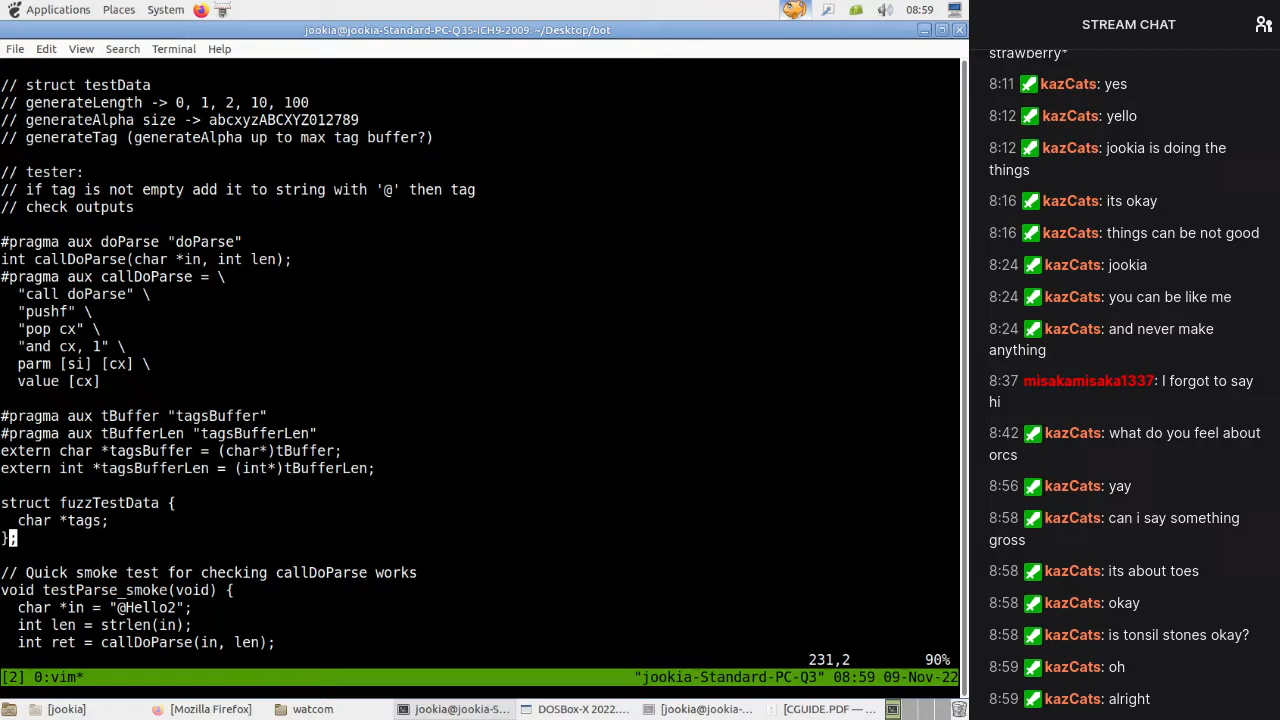 Applications Places System 08:59
jookia@jookia-Standard-PC-Q35-ICH9-2009: ~/Desktop/bot
File Edit View Search Terminal Help
// struct testData
// generateLength -> 0, 1, 2, 10, 100
// generateAlpha size -> abcxyzABCXYZ012789
// generateTag (generateAlpha up to max tag buffer?)
// tester:
// if tag is not empty add it to string with '@' then tag
// check outputs
#pragma aux doParse "doParse"
int callDoParse(char *in, int len);
#pragma aux callDoParse = \
"call doParse" \
"pushf" \
"pop cx" \
"and cx, 1" \
parm [si] [cx] \
value [cx]
#pragma aux tBuffer "tagsBuffer"
#pragma aux tBufferLen "tagsBufferLen"
extern char *tagsBuffer = (char*)tBuffer;
extern int *tagsBufferLen = (int*)tBufferLen;
struct fuzzTestData {
char *tags;
};
// Quick smoke test for checking callDoParse works
void testParse_smoke(void) {
char *in = "@Hello2";
int len = strlen(in);
int ret = callDoParse(in, len);
231,2 90%
[2] 0:vim* "jookia-Standard-PC-Q3" 08:59 09-Nov-22
[jookia] [Mozilla Firefox] watcom jookia@jookia-S... DOSBox-X 2022.... [jookia@jookia-... [CGUIDE.PDF — ...
STREAM CHAT
strawberry*
8:11 kazCats: yes
8:12 kazCats: yello
8:12 kazCats: jookia is doing the
things
8:16 kazCats: its okay
8:16 kazCats: things can be not good
8:24 kazCats: jookia
8:24 kazCats: you can be like me
8:24 kazCats: and never make
anything
8:37 misakamisaka1337: I forgot to say
hi
8:42 kazCats: what do you feel about
orcs
8:56 kazCats: yay
8:58 kazCats: can i say something
gross
8:58 kazCats: its about toes
8:58 kazCats: okay
8:58 kazCats: is tonsil stones okay?
8:59 kazCats: oh
8:59 kazCats: alright